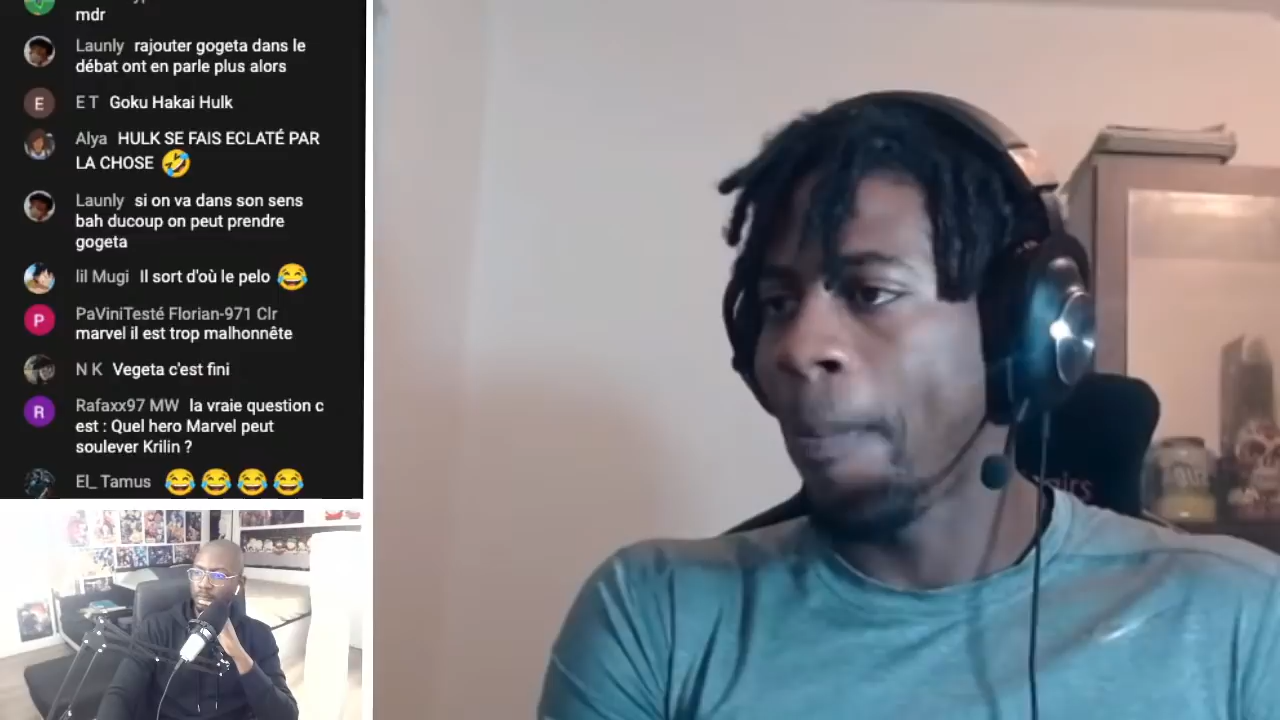 mdr
Launly rajouter gogeta dans le
débat ont en parle plus alors
E
E T Goku Hakai Hulk
Alya HULK SE FAIS ECLATÉ PAR
LA CHOSE 🤣
Launly si on va dans son sens
bah ducoup on peut prendre
gogeta
lil Mugi Il sort d'où le pelo 😂
P
PaViniTesté Florian-971 Clr
marvel il est trop malhonnête
N K Vegeta c'est fini
R
Rafaxx97 MW la vraie question c
est : Quel hero Marvel peut
soulever Krilin ?
El_Tamus 😂😂😂😂